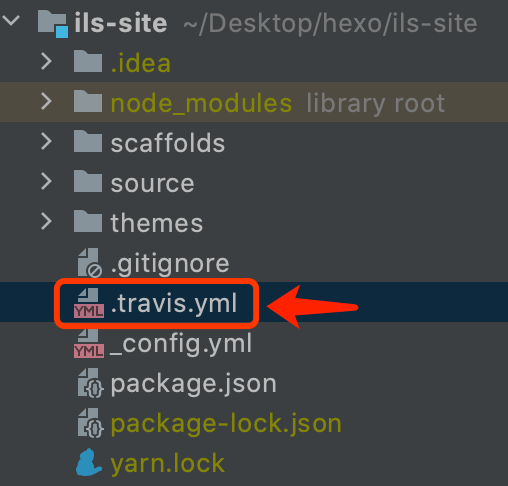 ils-site ~/Desktop/hexo/ils-site
.idea
node_modules library root
scaffolds
source
themes
.gitignore
YML .travis.yml
YML _config.yml
package.json
package-lock.json
yarn.lock